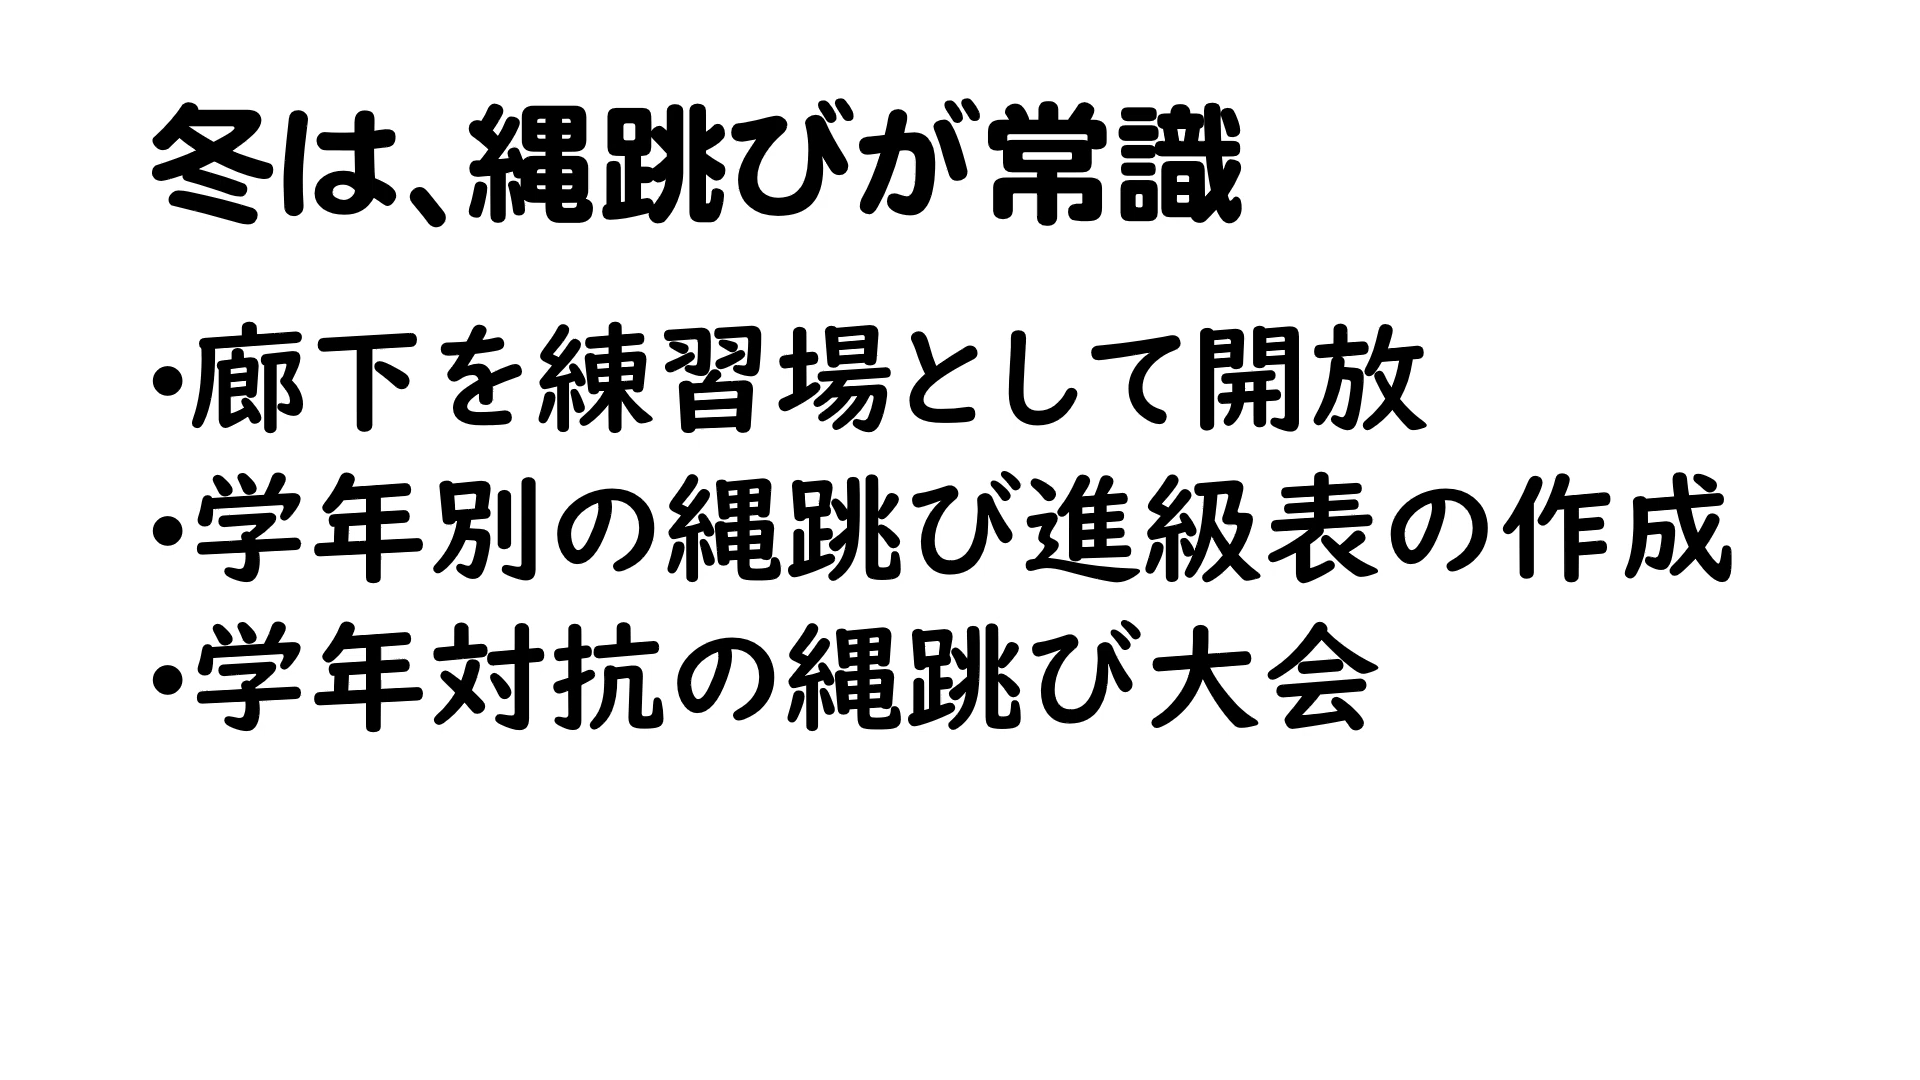 冬は、縄跳びが常識
•廊下を練習場として開放
•学年別の縄跳び進級表の作成
•学年対抗の縄跳び大会